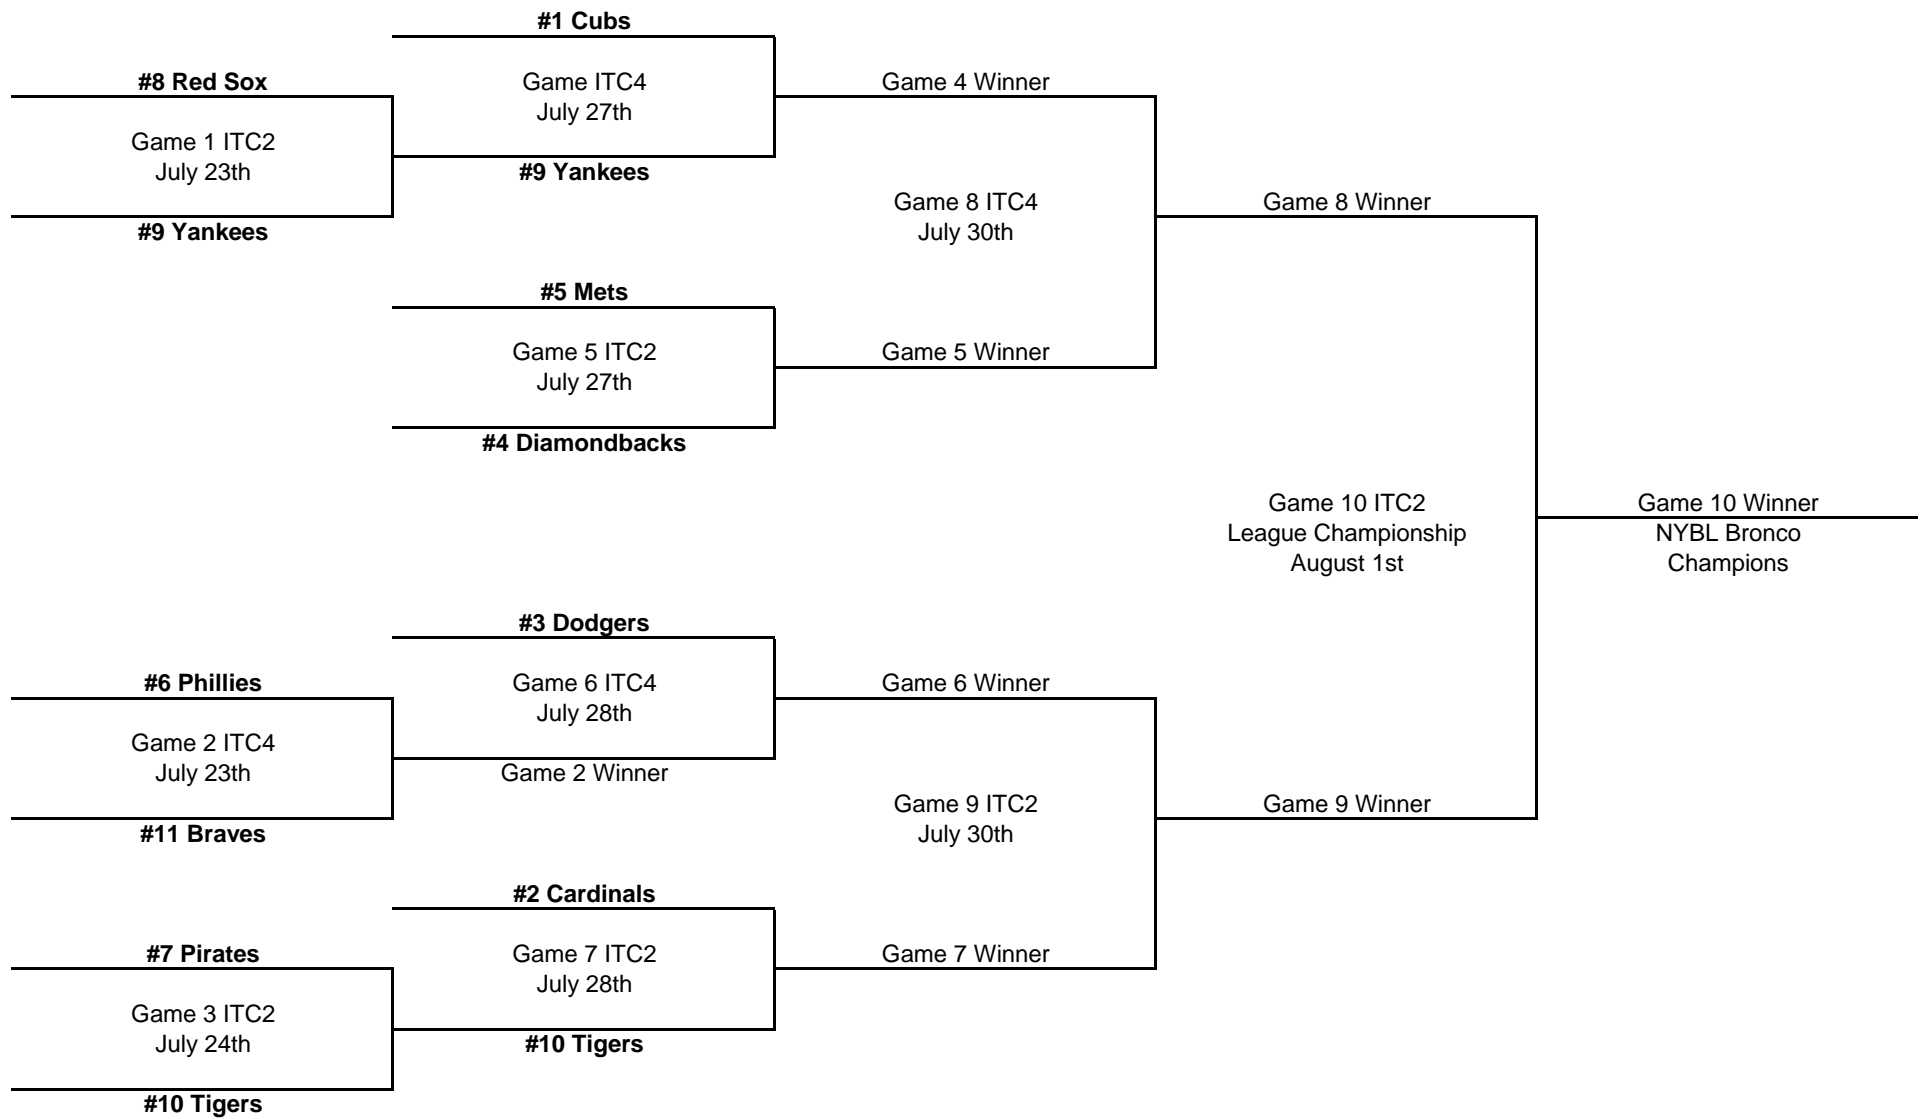 #1 Cubs
#8 Red Sox
Game ITC4
July 27th
Game 4 Winner
Game 1 ITC2
July 23th
#9 Yankees
#9 Yankees
Game 8 ITC4
July 30th
Game 8 Winner
#5 Mets
Game 5 ITC2
July 27th
Game 5 Winner
#4 Diamondbacks
Game 10 ITC2
League Championship
August 1st
Game 10 Winner
NYBL Bronco
Champions
#3 Dodgers
#6 Phillies
Game 6 ITC4
July 28th
Game 6 Winner
Game 2 ITC4
July 23th
Game 2 Winner
#11 Braves
Game 9 ITC2
July 30th
Game 9 Winner
#2 Cardinals
#7 Pirates
Game 7 ITC2
July 28th
Game 7 Winner
Game 3 ITC2
July 24th
#10 Tigers
#10 Tigers